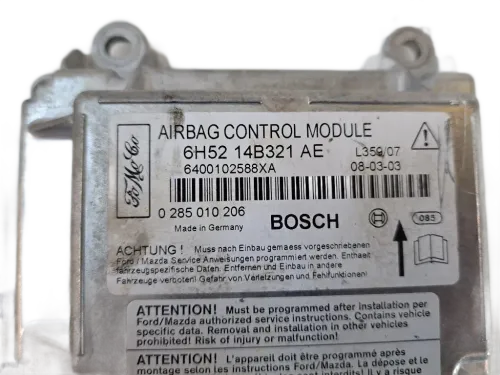 FoMoCo
AIRBAG CONTROL MODULE
6H52 14B321 AE
L359/07
6400102588XA
08-03-03
0 285 010 206
Made in Germany
BOSCH
085
ACHTUNG ! Muss nach Einbau gemaess vorgeschriebenen
Ford / Mazda Service Anweisungen programmiert werden. Enthaelt
fahrzeugspezifische Daten. Entfernen und Einbau in andere
Fahrzeuge verboten! Gefahr von Verletzungen und Fehlfunktionen!
ATTENTION! Must be programmed after installation per
Ford/Mazda authorized service instructions. Contains vehicle
specific data. Removal and installation in other vehicles
prohibited! Risk of injury or malfunction!
ATTENTION! L'appareil doit être programmé après
montage selon les instructions Ford/Mazda. La dépose et le